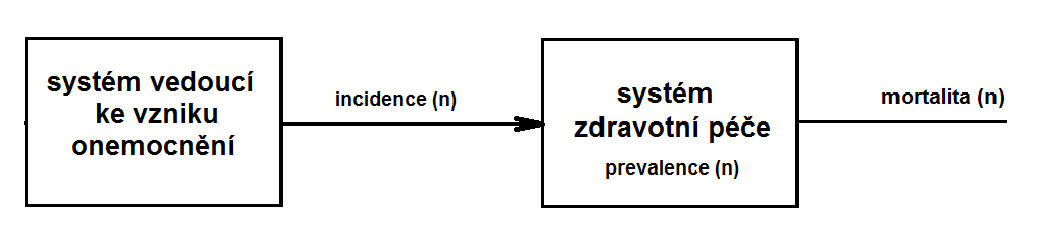 systém vedoucí
ke vzniku
onemocnění
incidence (n)
systém
zdravotní péče
prevalence (n)
mortalita (n)